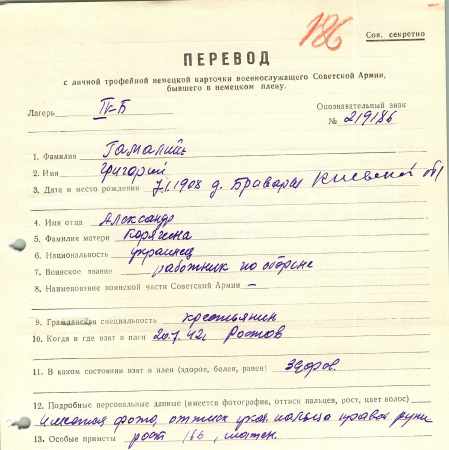 186
Сов. секретно
ПЕРЕВОД
с личной трофейной немецкой карточки военнослужащего Советской Армии,
бывшего в немецком плену.
Лагерь IV-Б
Опознавательный знак
№ 219186
1. Фамилия Гамалий
2. Имя Григорий
3. Дата и место рождения 7.1.1908 д. Бравары Киевской обл
4. Имя отца Александр
5. Фамилия матери Корягина
6. Национальность украинец
7. Воинское звание работник по обороне
8. Наименование воинской части Советской Армии –
9. Гражданская специальность крестьянин
10. Когда и где взят в плен 20.7.42г Ростов
11. В каком состоянии взят в плен (здоров, болен, ранен) здоров.
12. Подробные персональные данные (имеется фотография, оттиск пальцев, рост, цвет волос)
имеются фото, оттиск указ. пальца правой руки
13. Особые приметы рост 166,